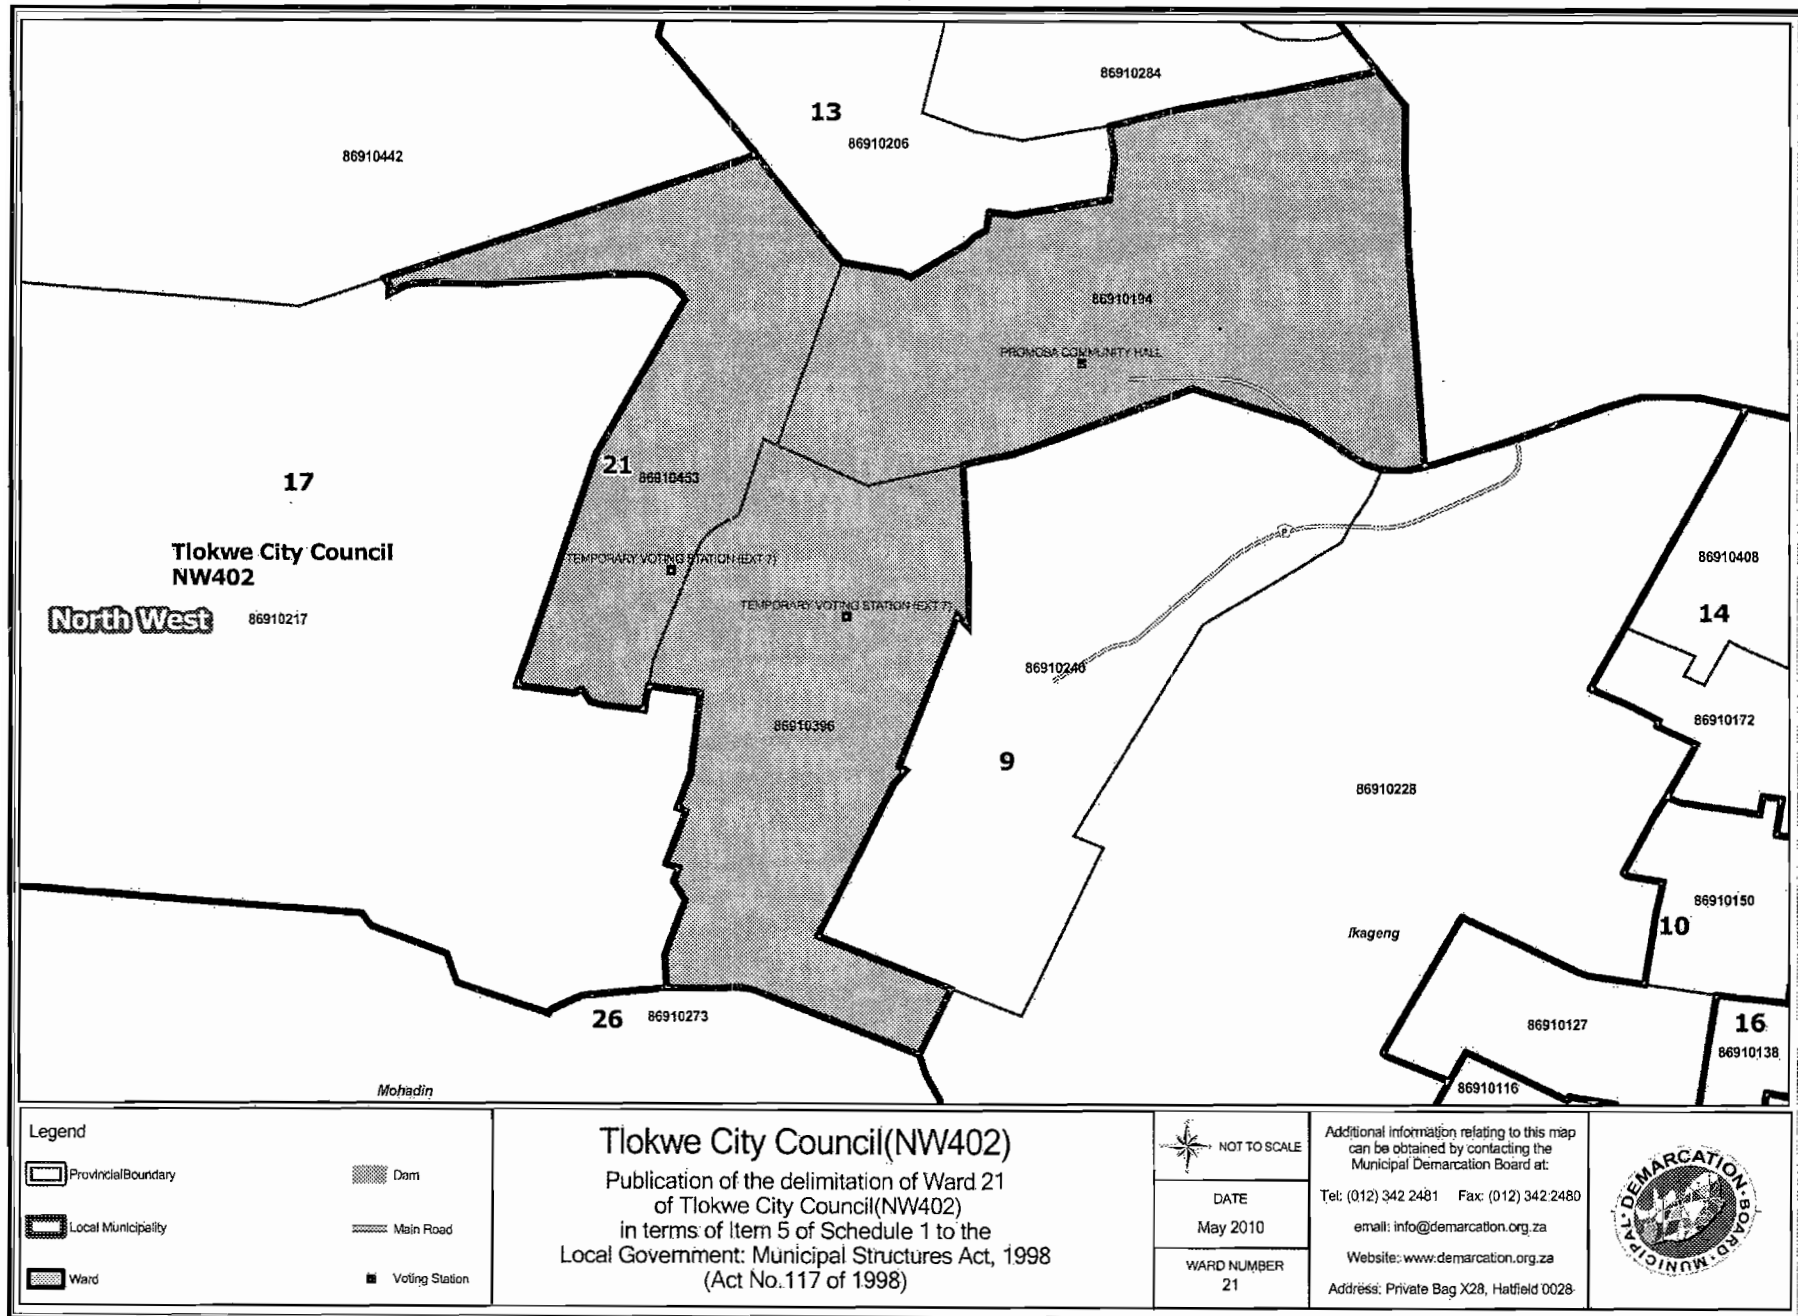 86910284
13
86910206
86910442
86910194
PROMOSA COMMUNITY HALL
21
86910453
17
Tlokwe City Council
NW402
North West
86910217
TEMPORARY VOTING STATION (EXT 7)
TEMPORARY VOTING STATION (EXT 7)
86910408
14
86910240
86910172
86910396
9
86910228
86910150
10
Ikageng
26
86910273
86910127
16
86910138
86910116
Mohadin
Legend
Provincial Boundary
Dam
Local Municipality
Main Road
Ward
Voting Station
Tlokwe City Council(NW402)
Publication of the delimitation of Ward 21
of Tlokwe City Council(NW402)
in terms of Item 5 of Schedule 1 to the
Local Government: Municipal Structures Act, 1998
(Act No.117 of 1998)
NOT TO SCALE
DATE
May 2010
WARD NUMBER
21
Additional information relating to this map
can be obtained by contacting the
Municipal Demarcation Board at:
Tel: (012) 342 2481 Fax: (012) 342 2480
email: info@demarcation.org.za
Website: www.demarcation.org.za
Address: Private Bag X28, Hatfield 0028
MUNICIPAL DEMARCATION BOARD